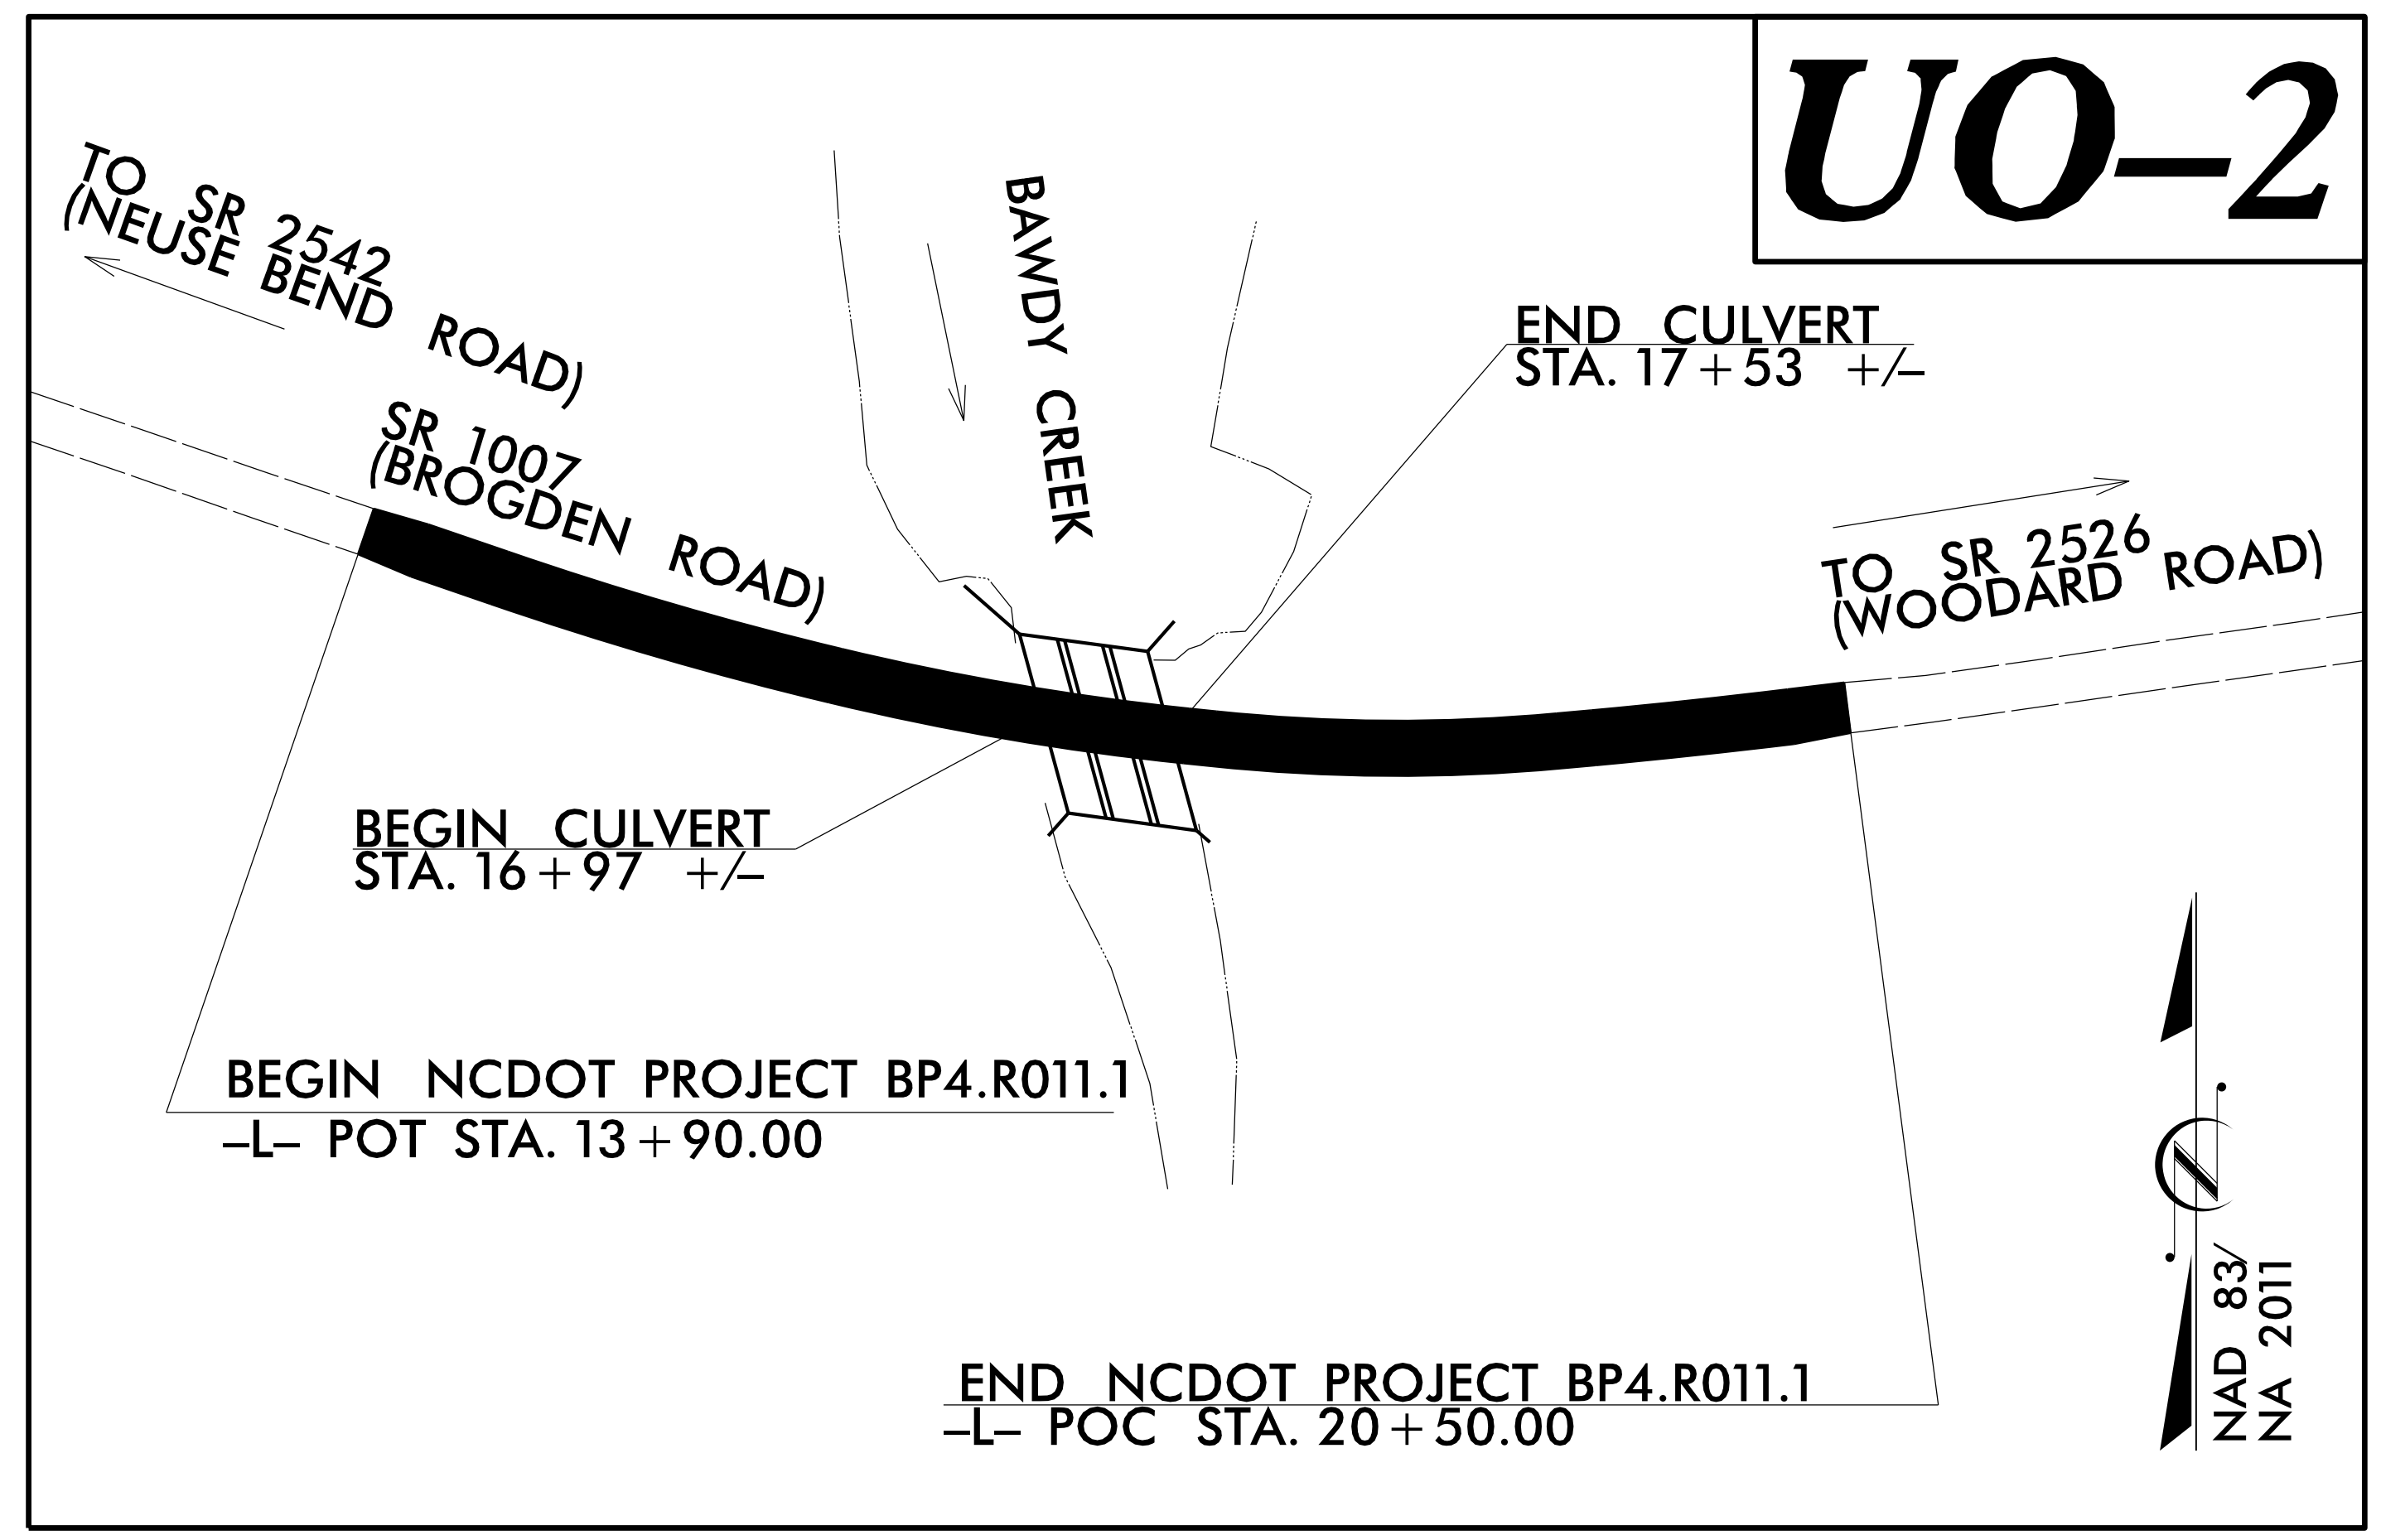 UO-2
TO SR 2542
(NEUSE BEND ROAD)
SR 1007
(BROGDEN ROAD)
BAWDY CREEK
END CULVERT
STA. 17+53 +/-
TO SR 2526
(WOODARD ROAD)
BEGIN CULVERT
STA. 16+97 +/-
BEGIN NCDOT PROJECT BP4.R011.1
-L- POT STA. 13+90.00
END NCDOT PROJECT BP4.R011.1
-L- POC STA. 20+50.00
N
NAD 83/
NA 2011